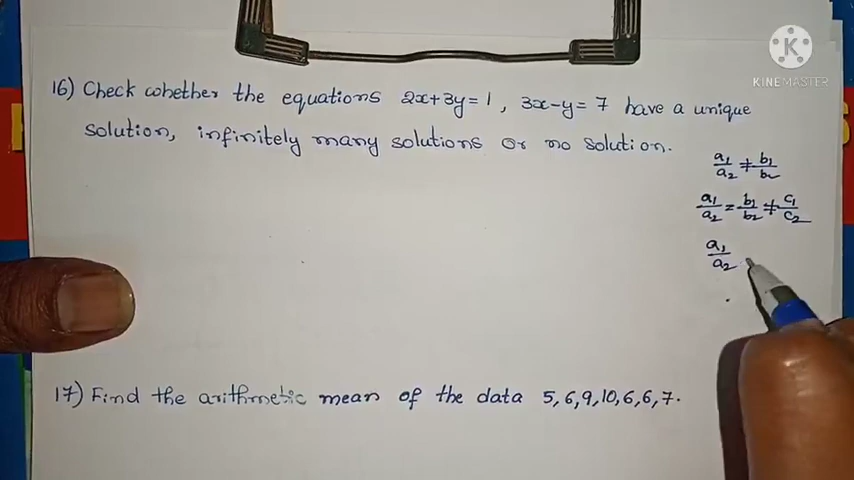 KINEMASTER
16) Check whether the equations 2x+3y=1, 3x-y=7 have a unique
solution, infinitely many solutions or no solution.
a₁/a₂ ≠ b₁/b₂
a₁/a₂ = b₁/b₂ ≠ c₁/c₂
a₁/a₂
17) Find the arithmetic mean of the data 5,6,9,10,6,6,7.